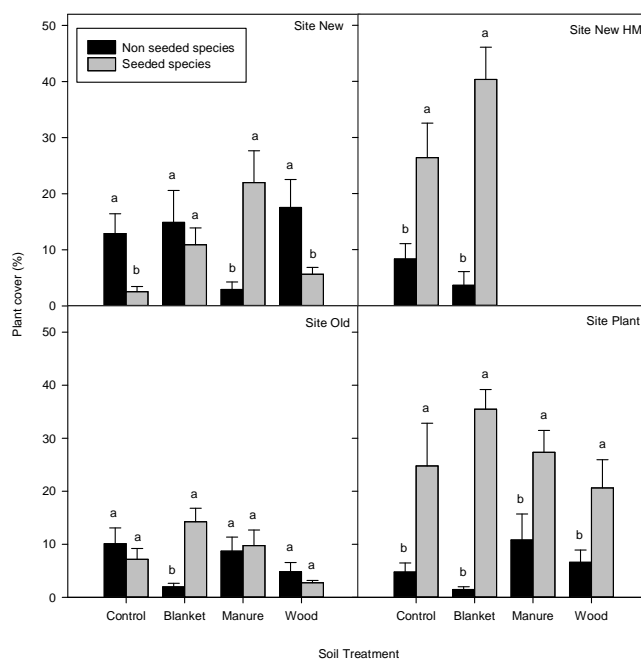 Site New
Non seeded species
Seeded species
50
40
30
20
10
0
a
b
a
a
b
a
a
b
Site New HM
b
a
b
a
Plant cover (%)
Site Old
50
40
30
20
10
0
a
a
b
a
a
a
a
a
Control
Blanket
Manure
Wood
Site Plant
b
a
b
a
b
a
b
a
Control
Blanket
Manure
Wood
Soil Treatment